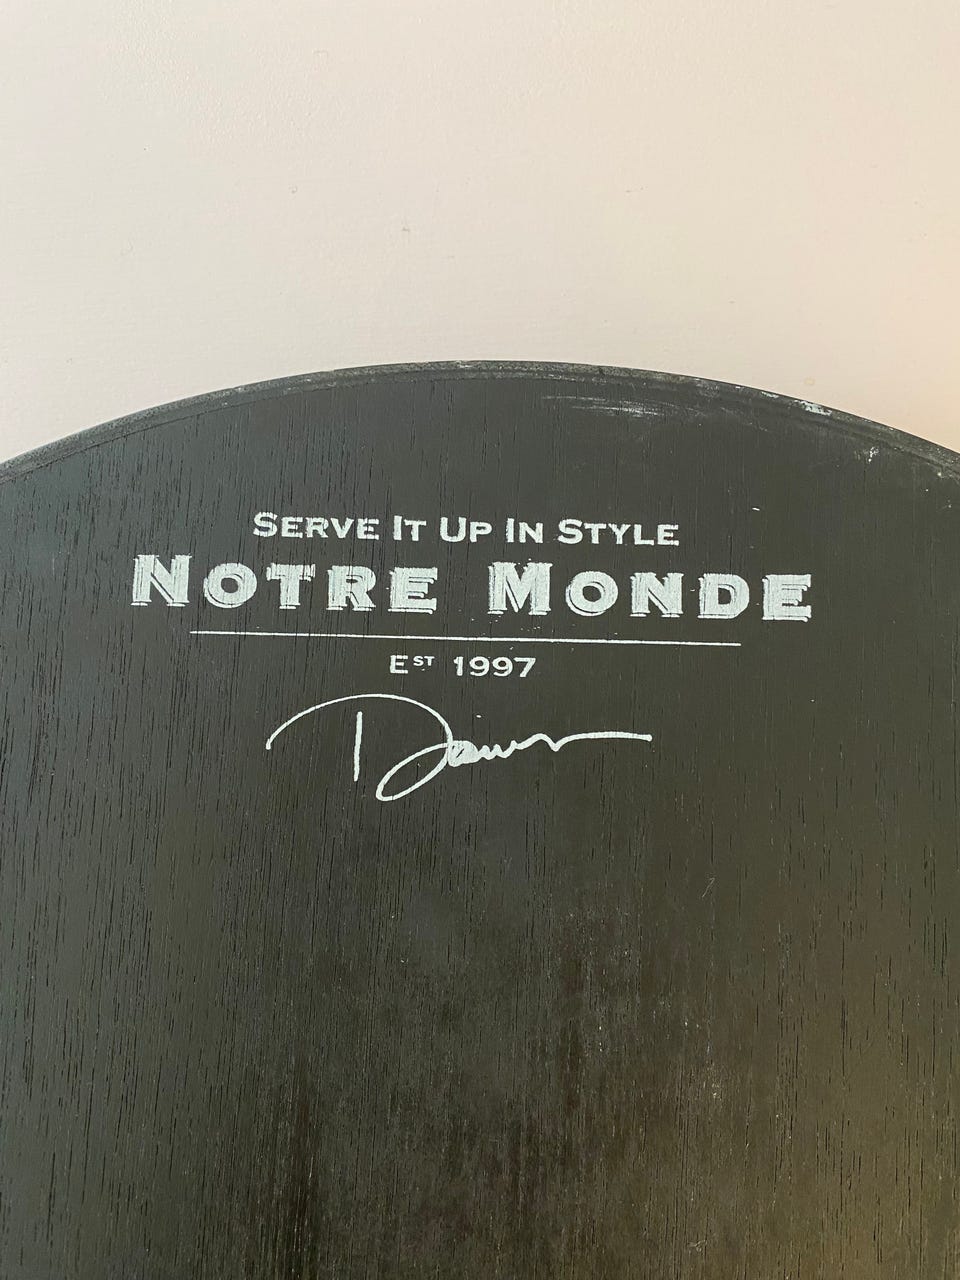 Serve It Up In Style
Notre Monde
Est 1997